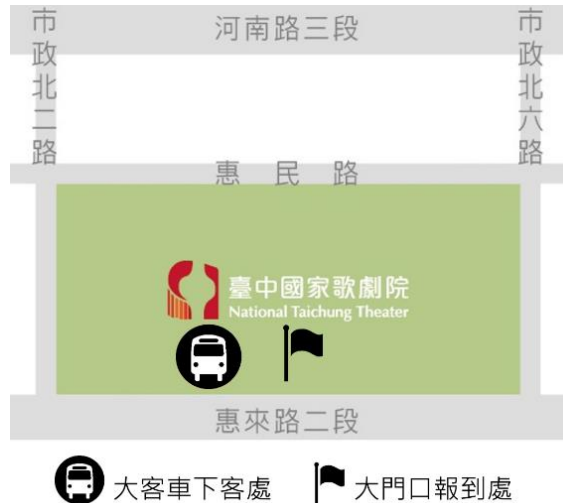 河南路三段
市政北二路
市政北六路
惠民路
臺中國家歌劇院
National Taichung Theater
惠來路二段
大客車下客處
大門口報到處